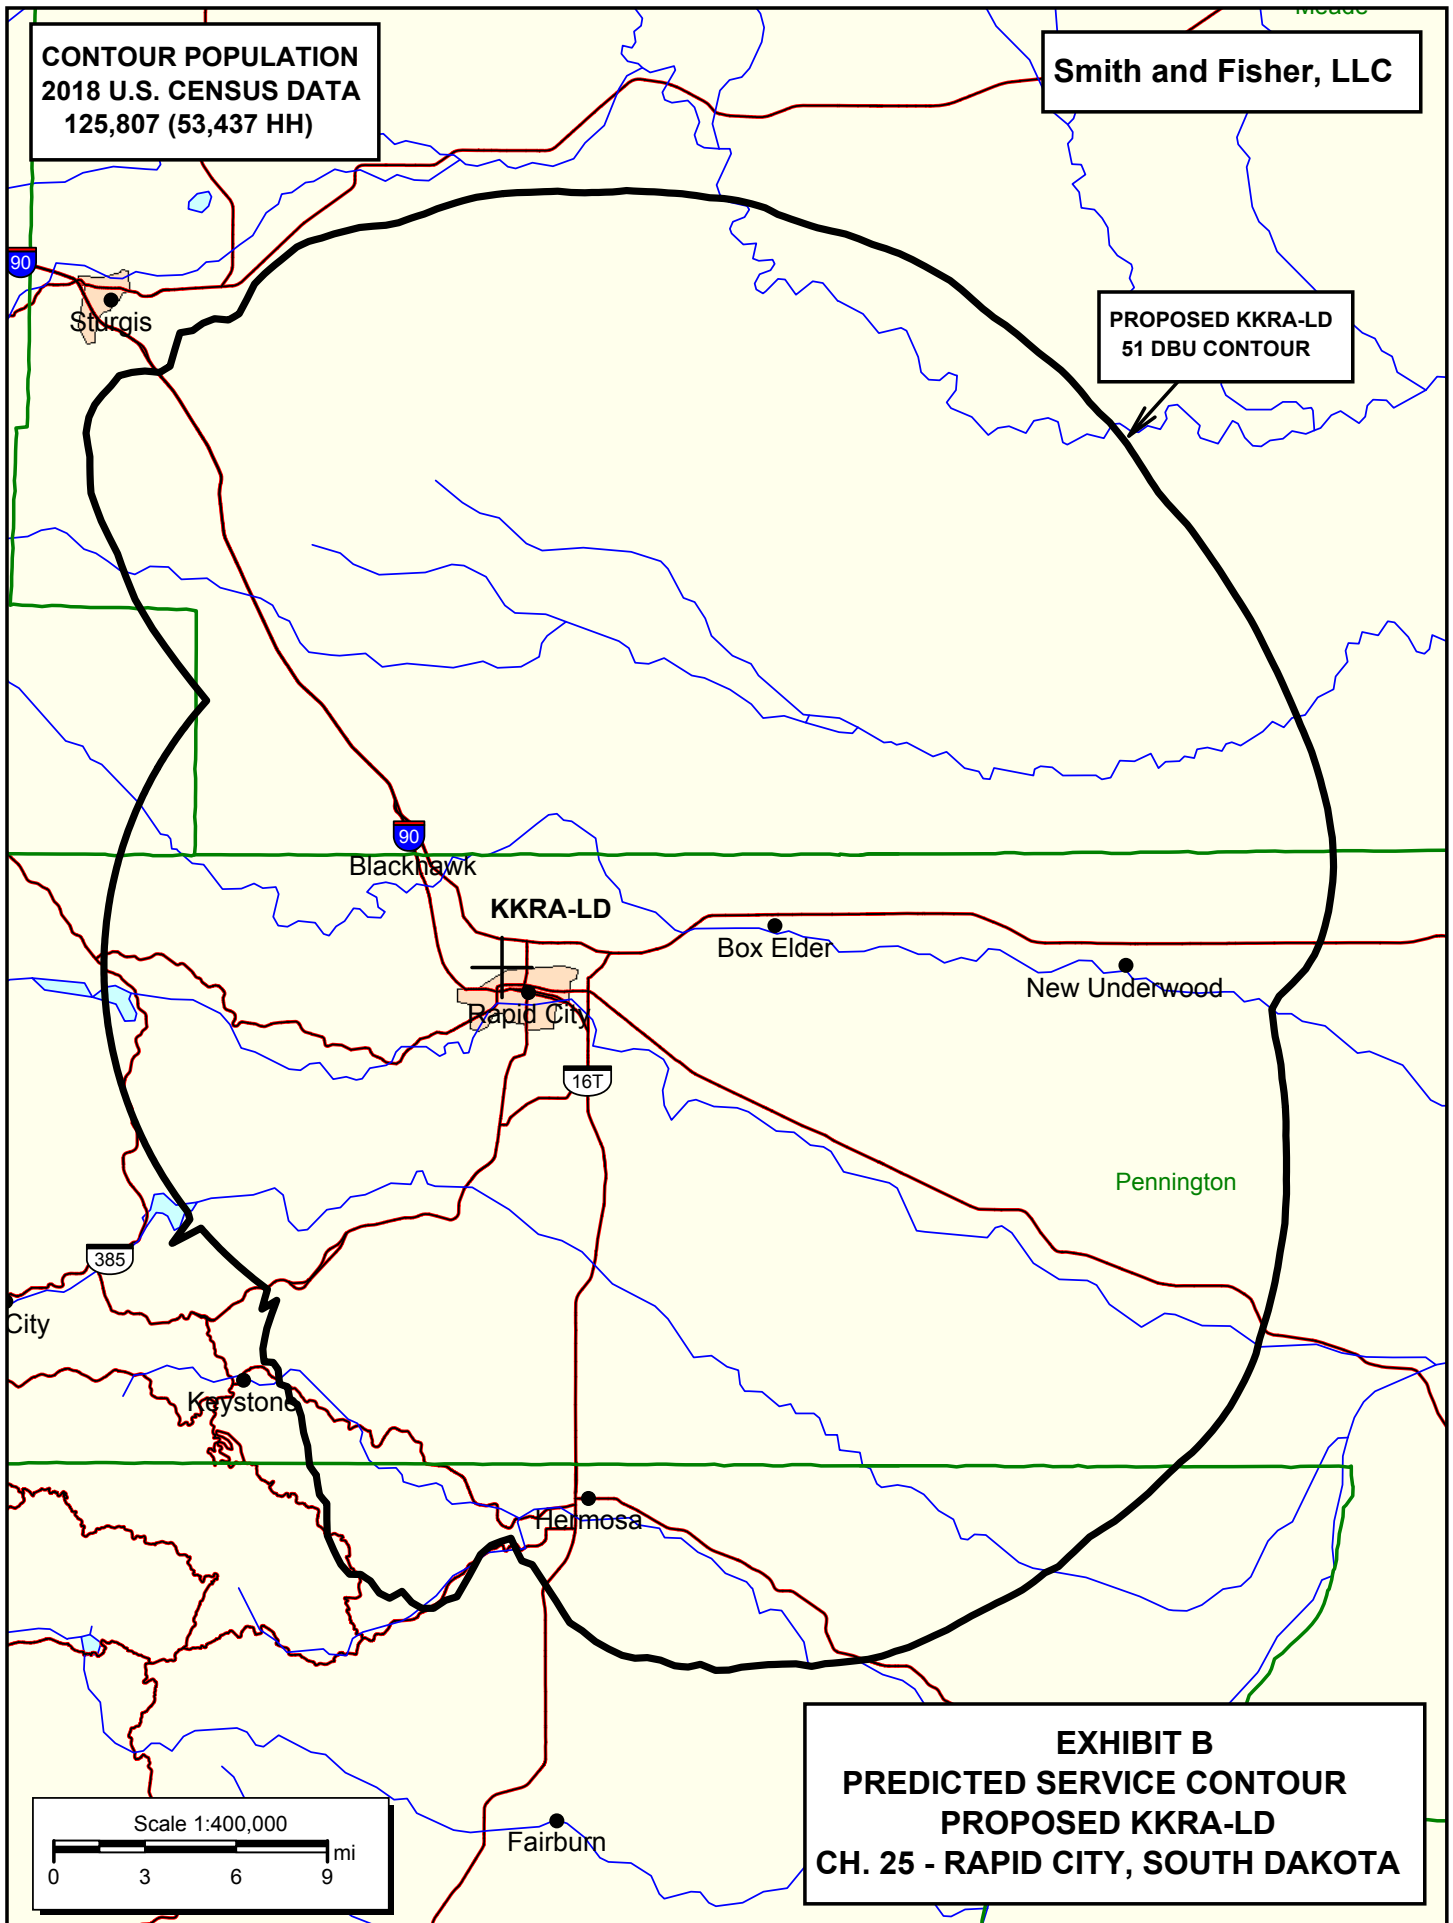 Meade
CONTOUR POPULATION
2018 U.S. CENSUS DATA
125,807 (53,437 HH)
Smith and Fisher, LLC
90
Sturgis
PROPOSED KKRA-LD
51 DBU CONTOUR
90
Blackhawk
KKRA-LD
Box Elder
New Underwood
Rapid City
16T
Pennington
385
City
Keystone
Hermosa
EXHIBIT B
PREDICTED SERVICE CONTOUR
PROPOSED KKRA-LD
CH. 25 - RAPID CITY, SOUTH DAKOTA
Scale 1:400,000
mi
0 3 6 9
Fairburn